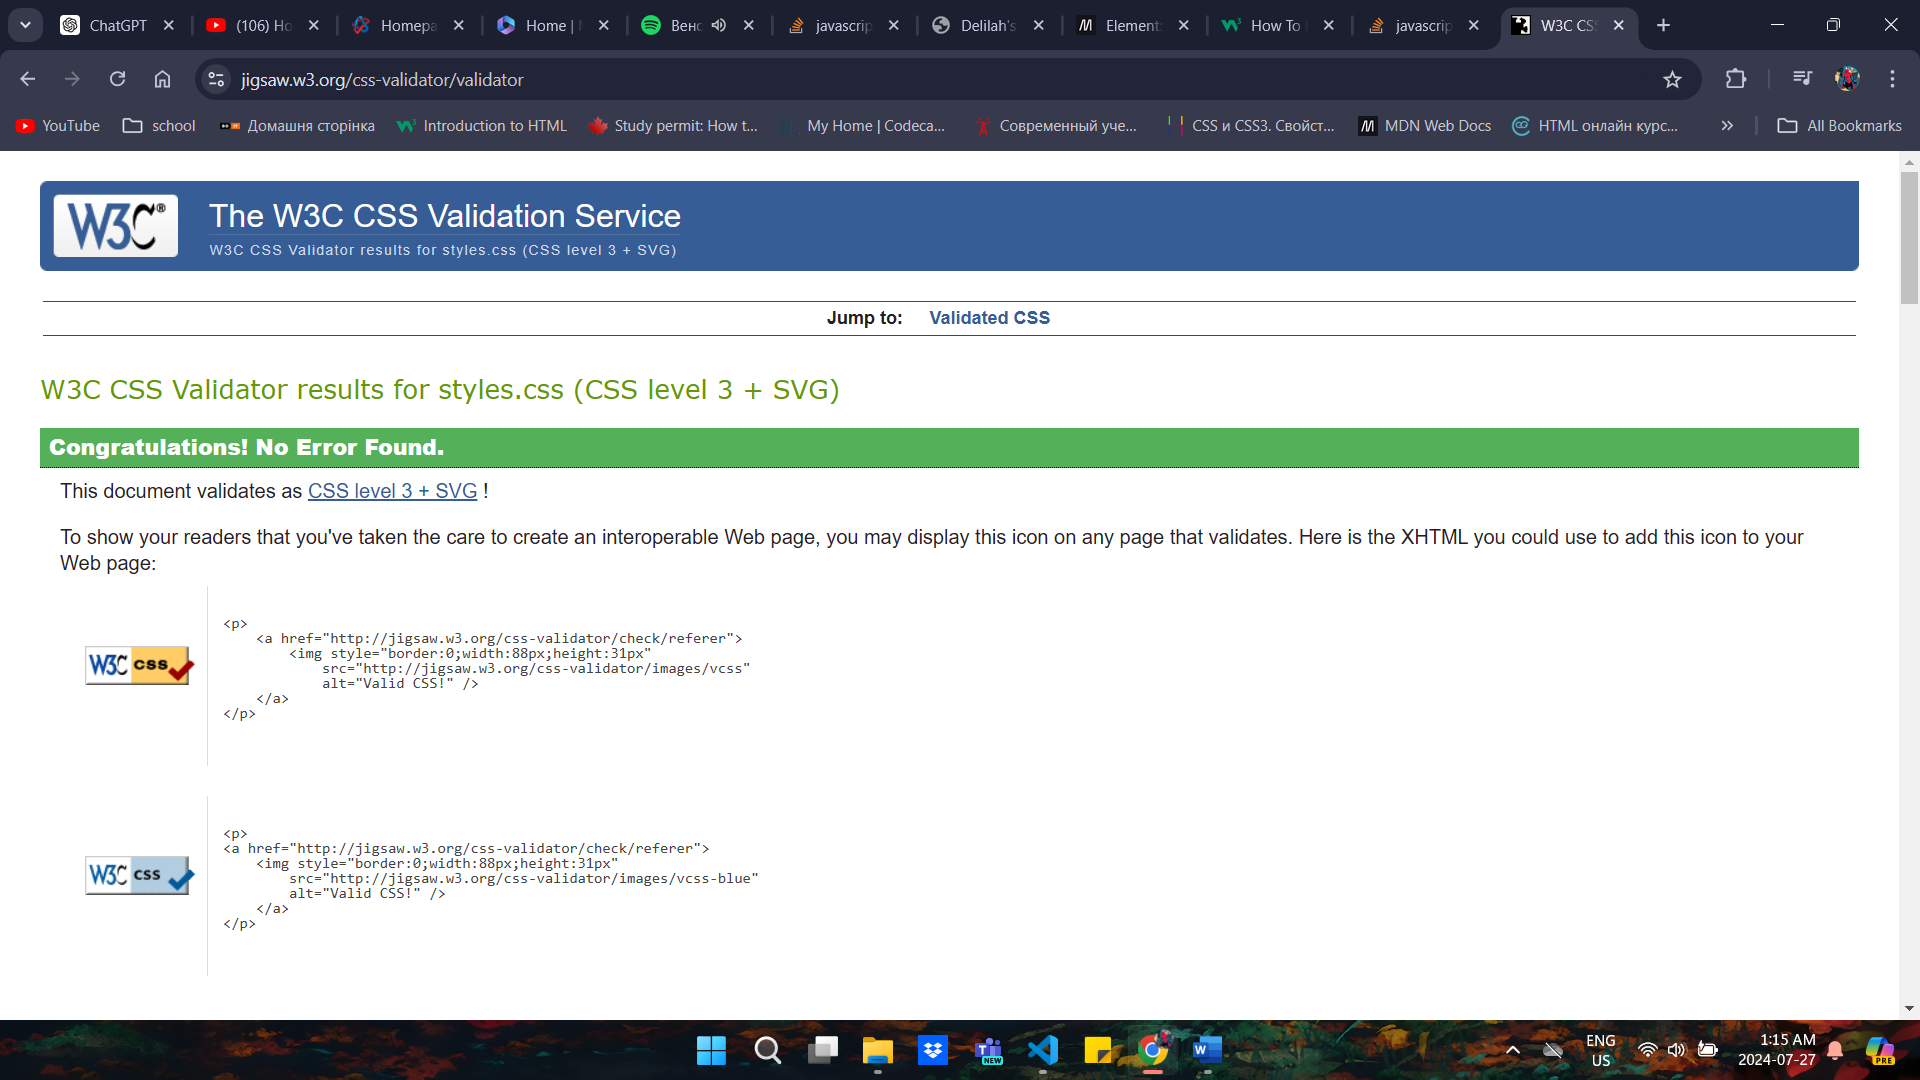 ChatGPT
(106) Ho
Homepa
Home |
Венс
javascrip
Delilah's
Element:
How To
javascrip
W3C CS
jigsaw.w3.org/css-validator/validator
YouTube
school
Домашня сторінка
Introduction to HTML
Study permit: How t...
My Home | Codeca...
Современный уче...
CSS и CSS3. Свойст...
MDN Web Docs
HTML онлайн курс...
All Bookmarks
W3C®
The W3C CSS Validation Service
W3C CSS Validator results for styles.css (CSS level 3 + SVG)
Jump to: Validated CSS
W3C CSS Validator results for styles.css (CSS level 3 + SVG)
Congratulations! No Error Found.
This document validates as CSS level 3 + SVG !
To show your readers that you've taken the care to create an interoperable Web page, you may display this icon on any page that validates. Here is the XHTML you could use to add this icon to your
Web page:
W3C css
<p>
<a href="http://jigsaw.w3.org/css-validator/check/referer">
<img style="border:0;width:88px;height:31px"
src="http://jigsaw.w3.org/css-validator/images/vcss"
alt="Valid CSS!" />
</a>
</p>
W3C css
<p>
<a href="http://jigsaw.w3.org/css-validator/check/referer">
<img style="border:0;width:88px;height:31px"
src="http://jigsaw.w3.org/css-validator/images/vcss-blue"
alt="Valid CSS!" />
</a>
</p>
NEW
ENG
US
1:15 AM
2024-07-27
PRE